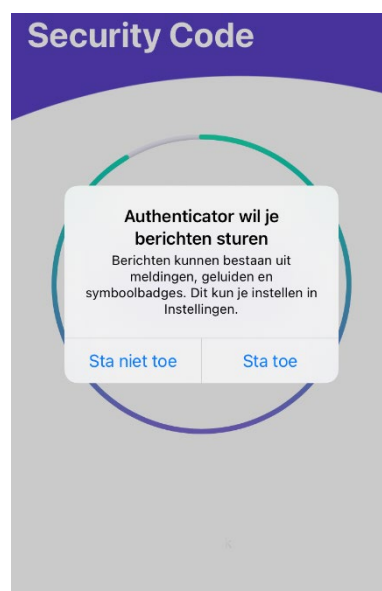 Security Code
Authenticator wil je
berichten sturen
Berichten kunnen bestaan uit
meldingen, geluiden en
symboolbadges. Dit kun je instellen in
Instellingen.
Sta niet toe
Sta toe